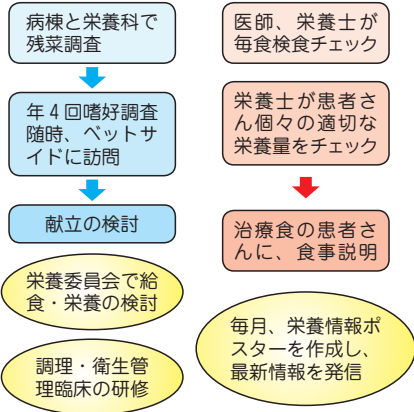 病棟と栄養科で
残菜調査
年4回嗜好調査
随時、ベットサ
イドに訪問
献立の検討
栄養委員会で給
食・栄養の検討
調理・衛生管
理臨床の研修
医師、栄養士が
毎食検食チェック
栄養士が患者さ
ん個々の適切な
栄養量をチェック
治療食の患者さ
んに、食事説明
毎月、栄養情報ポ
スターを作成し、
最新情報を発信